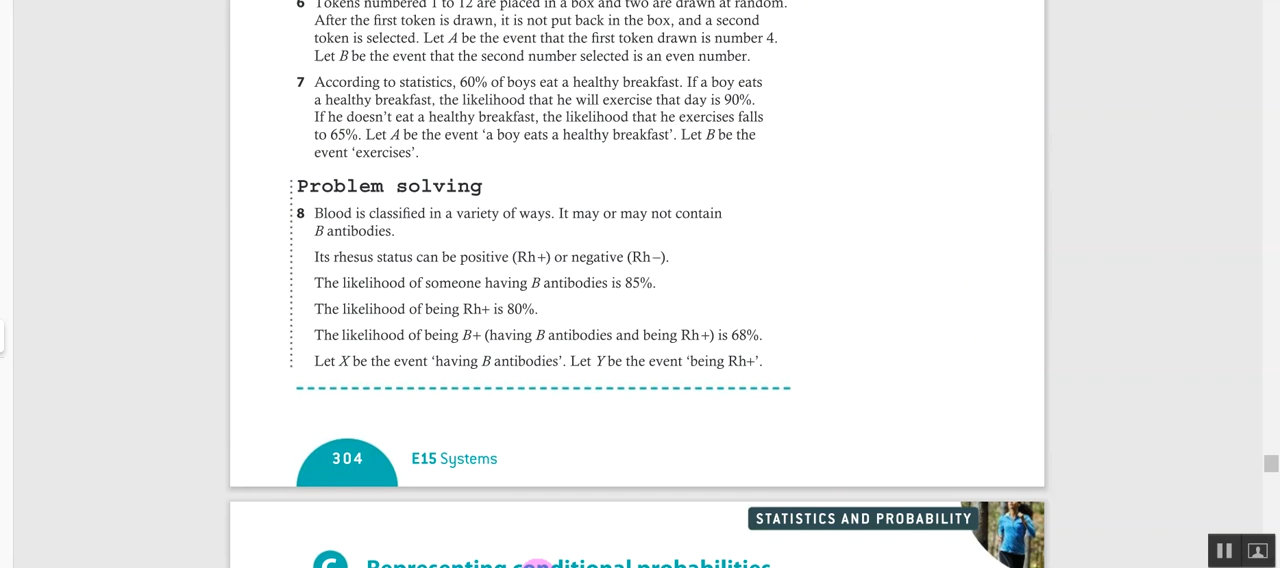 6 Tokens numbered 1 to 12 are placed in a box and two are drawn at random.
After the first token is drawn, it is not put back in the box, and a second
token is selected. Let A be the event that the first token drawn is number 4.
Let B be the event that the second number selected is an even number.
7 According to statistics, 60% of boys eat a healthy breakfast. If a boy eats
a healthy breakfast, the likelihood that he will exercise that day is 90%.
If he doesn't eat a healthy breakfast, the likelihood that he exercises falls
to 65%. Let A be the event ‘a boy eats a healthy breakfast’. Let B be the
event ‘exercises’.
Problem solving
8 Blood is classified in a variety of ways. It may or may not contain
B antibodies.
Its rhesus status can be positive (Rh+) or negative (Rh−).
The likelihood of someone having B antibodies is 85%.
The likelihood of being Rh+ is 80%.
The likelihood of being B+ (having B antibodies and being Rh+) is 68%.
Let X be the event ‘having B antibodies’. Let Y be the event ‘being Rh+’.
304 E15 Systems
STATISTICS AND PROBABILITY
C Representing conditional probabilities